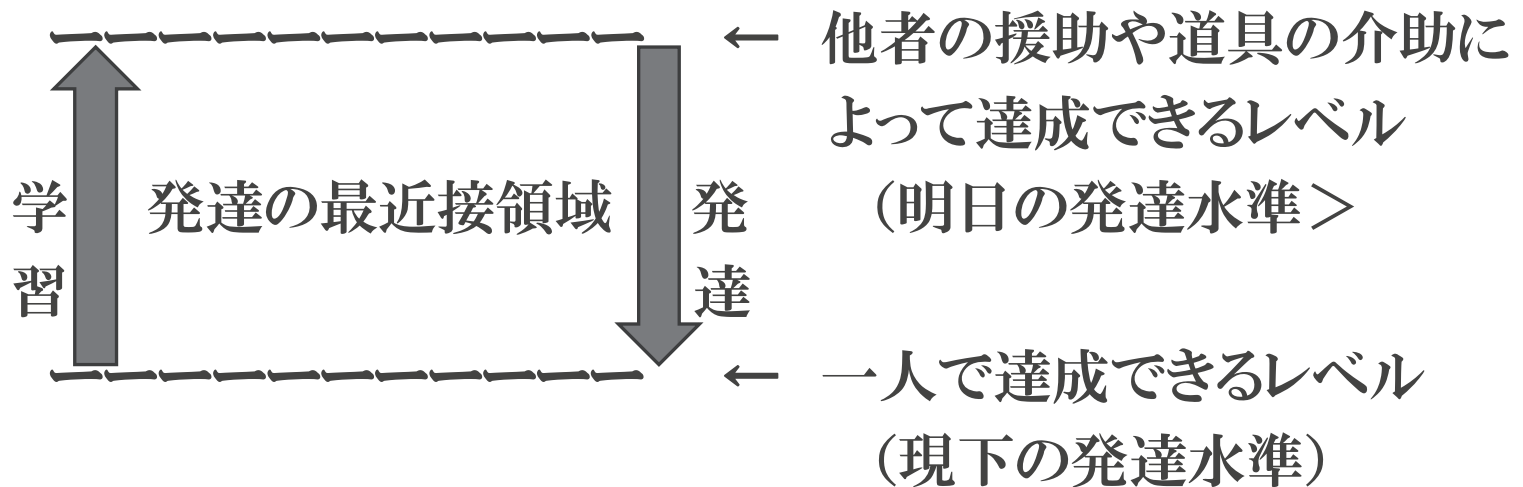 他者の援助や道具の介助に
よって達成できるレベル
（明日の発達水準＞
学習
発達の最近接領域
発達
一人で達成できるレベル
（現下の発達水準）